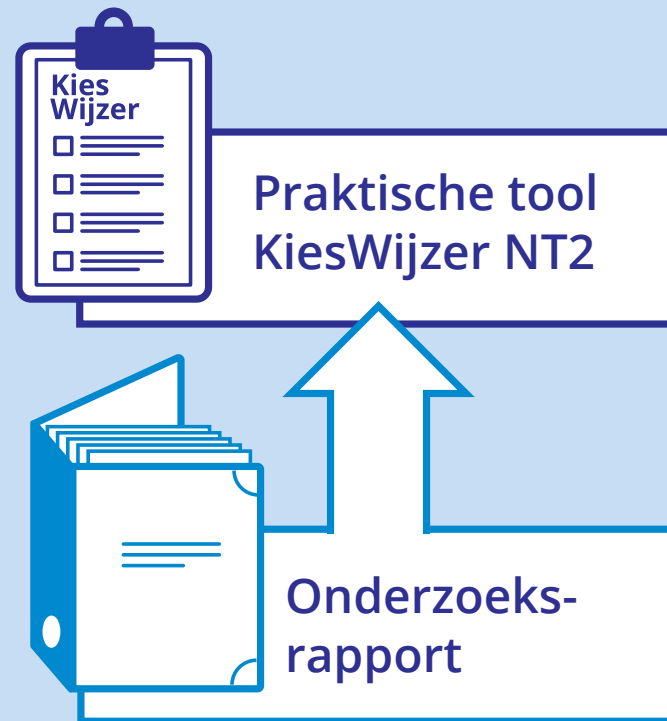 Kies
Wijzer
Praktische tool
KiesWijzer NT2
Onderzoeks-
rapport